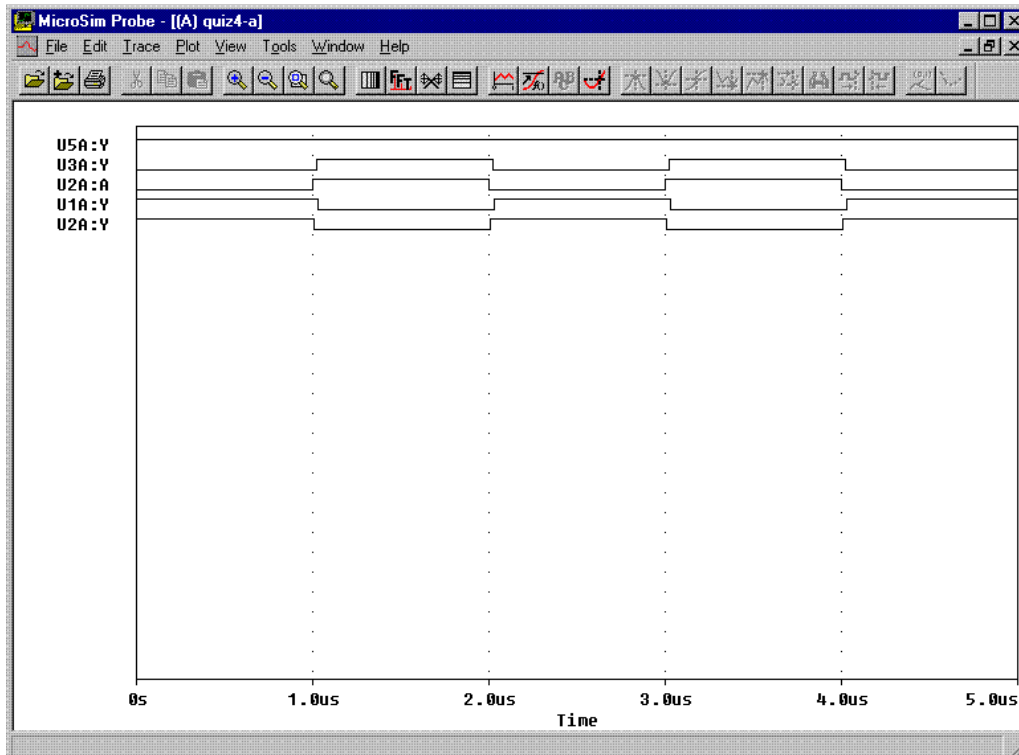 MicroSim Probe - [(A) quiz4-a]
File Edit Trace Plot View Tools Window Help
U5A:Y
U3A:Y
U2A:A
U1A:Y
U2A:Y
0s 1.0us 2.0us 3.0us 4.0us 5.0us
Time